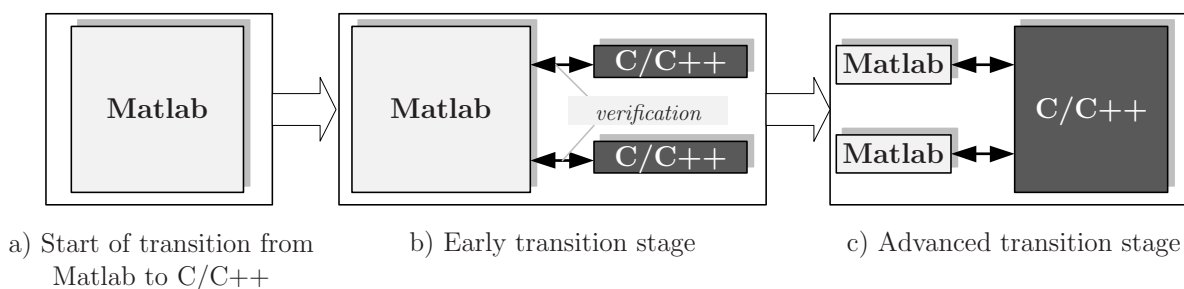 Matlab
Matlab
C/C++
verification
C/C++
Matlab
Matlab
C/C++
a) Start of transition from
Matlab to C/C++
b) Early transition stage
c) Advanced transition stage